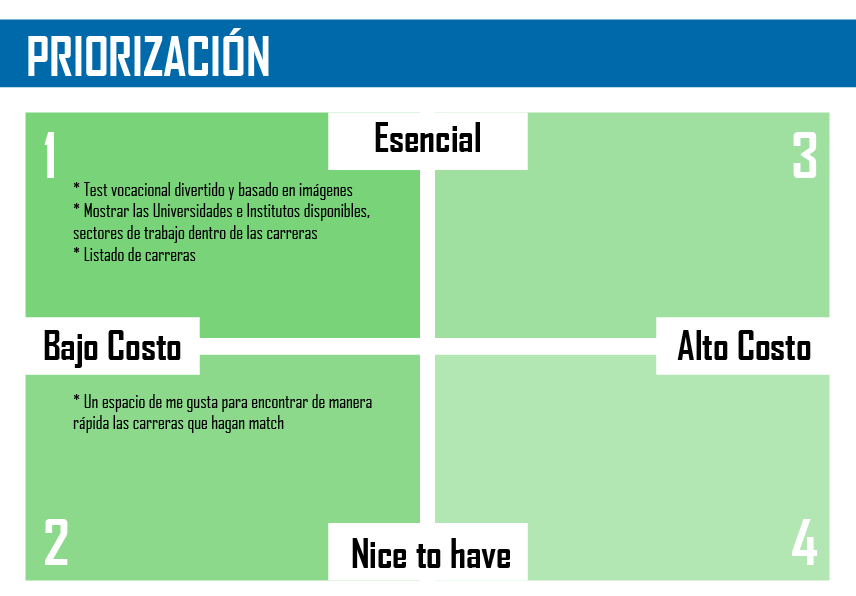 PRIORIZACIÓN
1
Esencial
3
* Test vocacional divertido y basado en imágenes
* Mostrar las Universidades e Institutos disponibles,
sectores de trabajo dentro de las carreras
* Listado de carreras
Bajo Costo
Alto Costo
* Un espacio de me gusta para encontrar de manera
rápida las carreras que hagan match
2
Nice to have
4